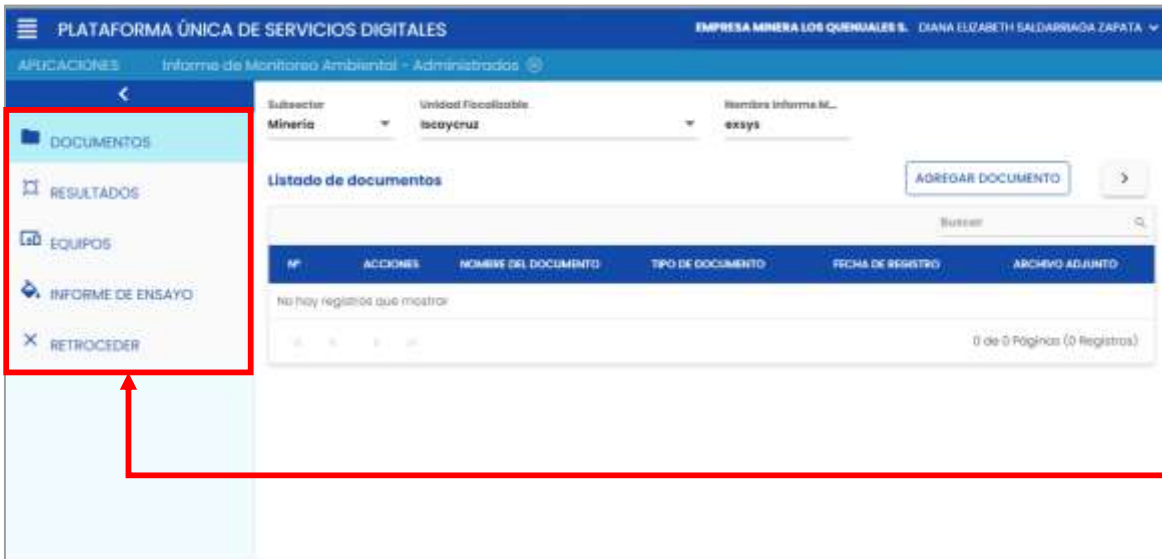 PLATAFORMA ÚNICA DE SERVICIOS DIGITALES
EMPRESA MINERA LOS QUENUALES S. DIANA ELIZABETH SALDARRIAGA ZAPATA
APLICACIONES Informe de Monitoreo Ambiental - Administrados
DOCUMENTOS
RESULTADOS
EQUIPOS
INFORME DE ENSAYO
RETROCEDER
Subsector Unidad Fiscalizable Nombre Informe M...
Minería Iscaycruz exsys
Listado de documentos AGREGAR DOCUMENTO
Buscar
Nº ACCIONES NOMBRE DEL DOCUMENTO TIPO DE DOCUMENTO FECHA DE REGISTRO ARCHIVO ADJUNTO
No hay registros que mostrar
0 de 0 Páginas (0 Registros)